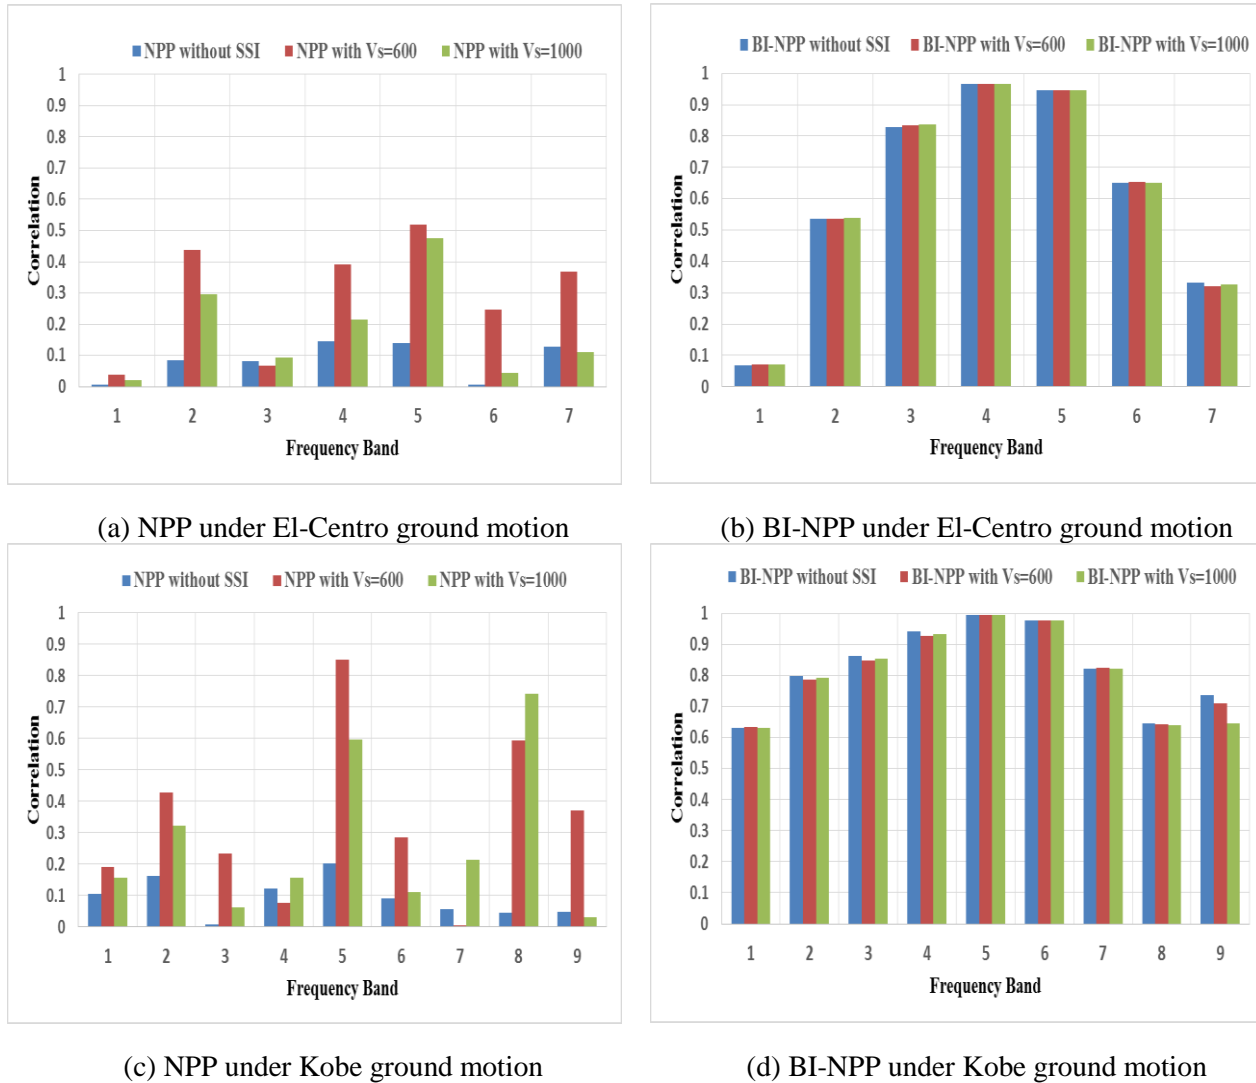 NPP without SSI NPP with Vs=600 NPP with Vs=1000
1
0.9
0.8
0.7
0.6
0.5
0.4
0.3
0.2
0.1
0
Correlation
1 2 3 4 5 6 7
Frequency Band
(a) NPP under El-Centro ground motion
BI-NPP without SSI BI-NPP with Vs=600 BI-NPP with Vs=1000
1
0.9
0.8
0.7
0.6
0.5
0.4
0.3
0.2
0.1
0
Correlation
1 2 3 4 5 6 7
Frequency Band
(b) BI-NPP under El-Centro ground motion
NPP without SSI NPP with Vs=600 NPP with Vs=1000
1
0.9
0.8
0.7
0.6
0.5
0.4
0.3
0.2
0.1
0
Correlation
1 2 3 4 5 6 7 8 9
Frequency Band
(c) NPP under Kobe ground motion
BI-NPP without SSI BI-NPP with Vs=600 BI-NPP with Vs=1000
1
0.9
0.8
0.7
0.6
0.5
0.4
0.3
0.2
0.1
0
Correlation
1 2 3 4 5 6 7 8 9
Frequency Band
(d) BI-NPP under Kobe ground motion